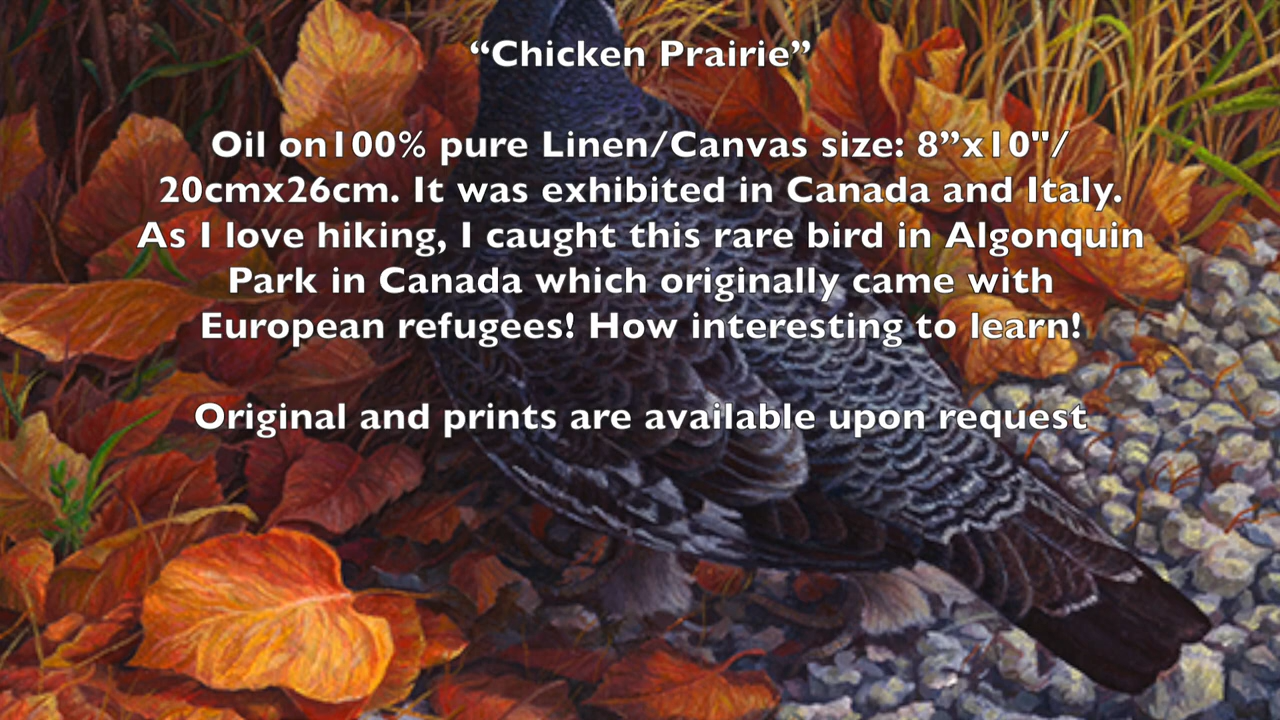 “Chicken Prairie”
Oil on100% pure Linen/Canvas size: 8”x10"/
20cmx26cm. It was exhibited in Canada and Italy.
As I love hiking, I caught this rare bird in Algonquin
Park in Canada which originally came with
European refugees! How interesting to learn!
Original and prints are available upon request